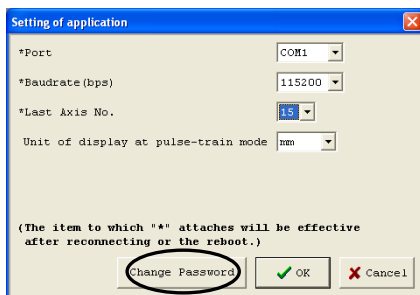 Setting of application
*Port COM1
*Baudrate(bps) 115200
*Last Axis No. 15
Unit of display at pulse-train mode mm
(The item to which "*" attaches will be effective
after reconnecting or the reboot.)
Change Password OK Cancel